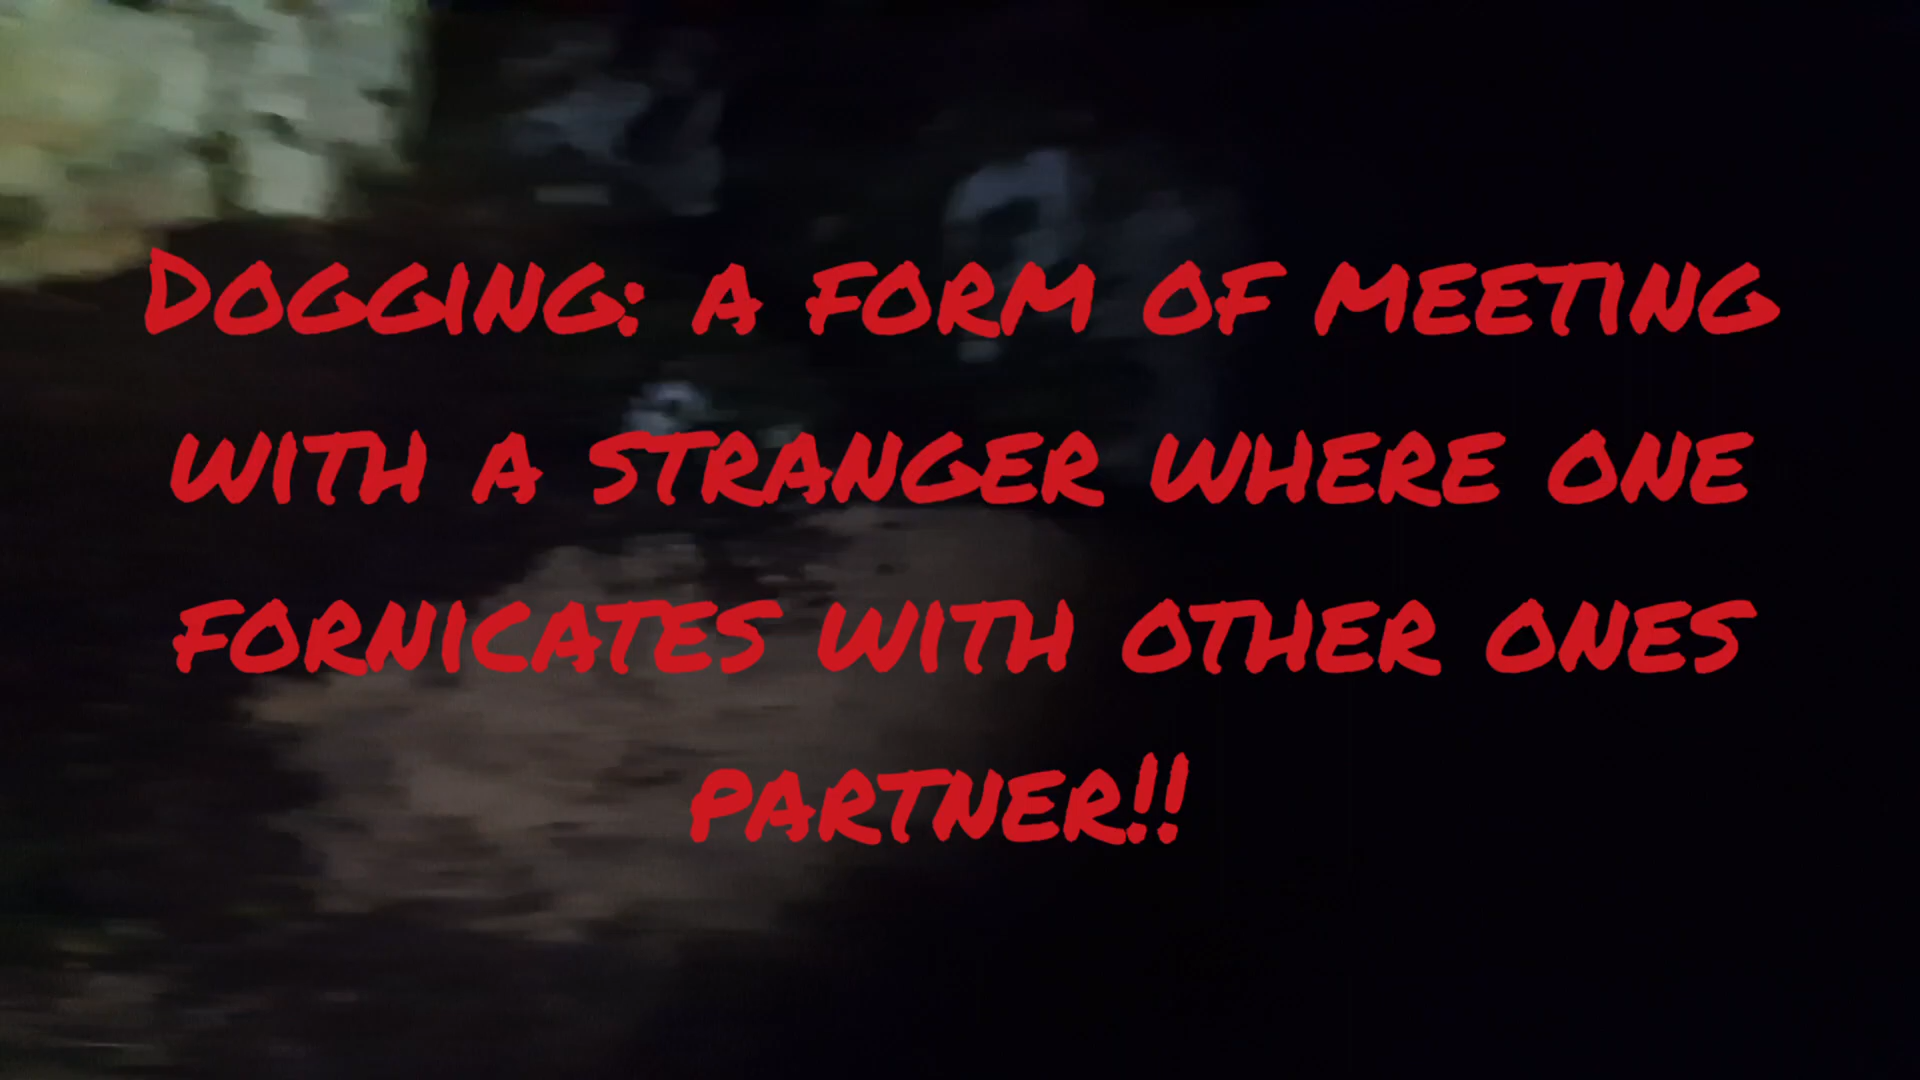 Dogging: a form of meeting
with a stranger where one
fornicates with other ones
partner!!